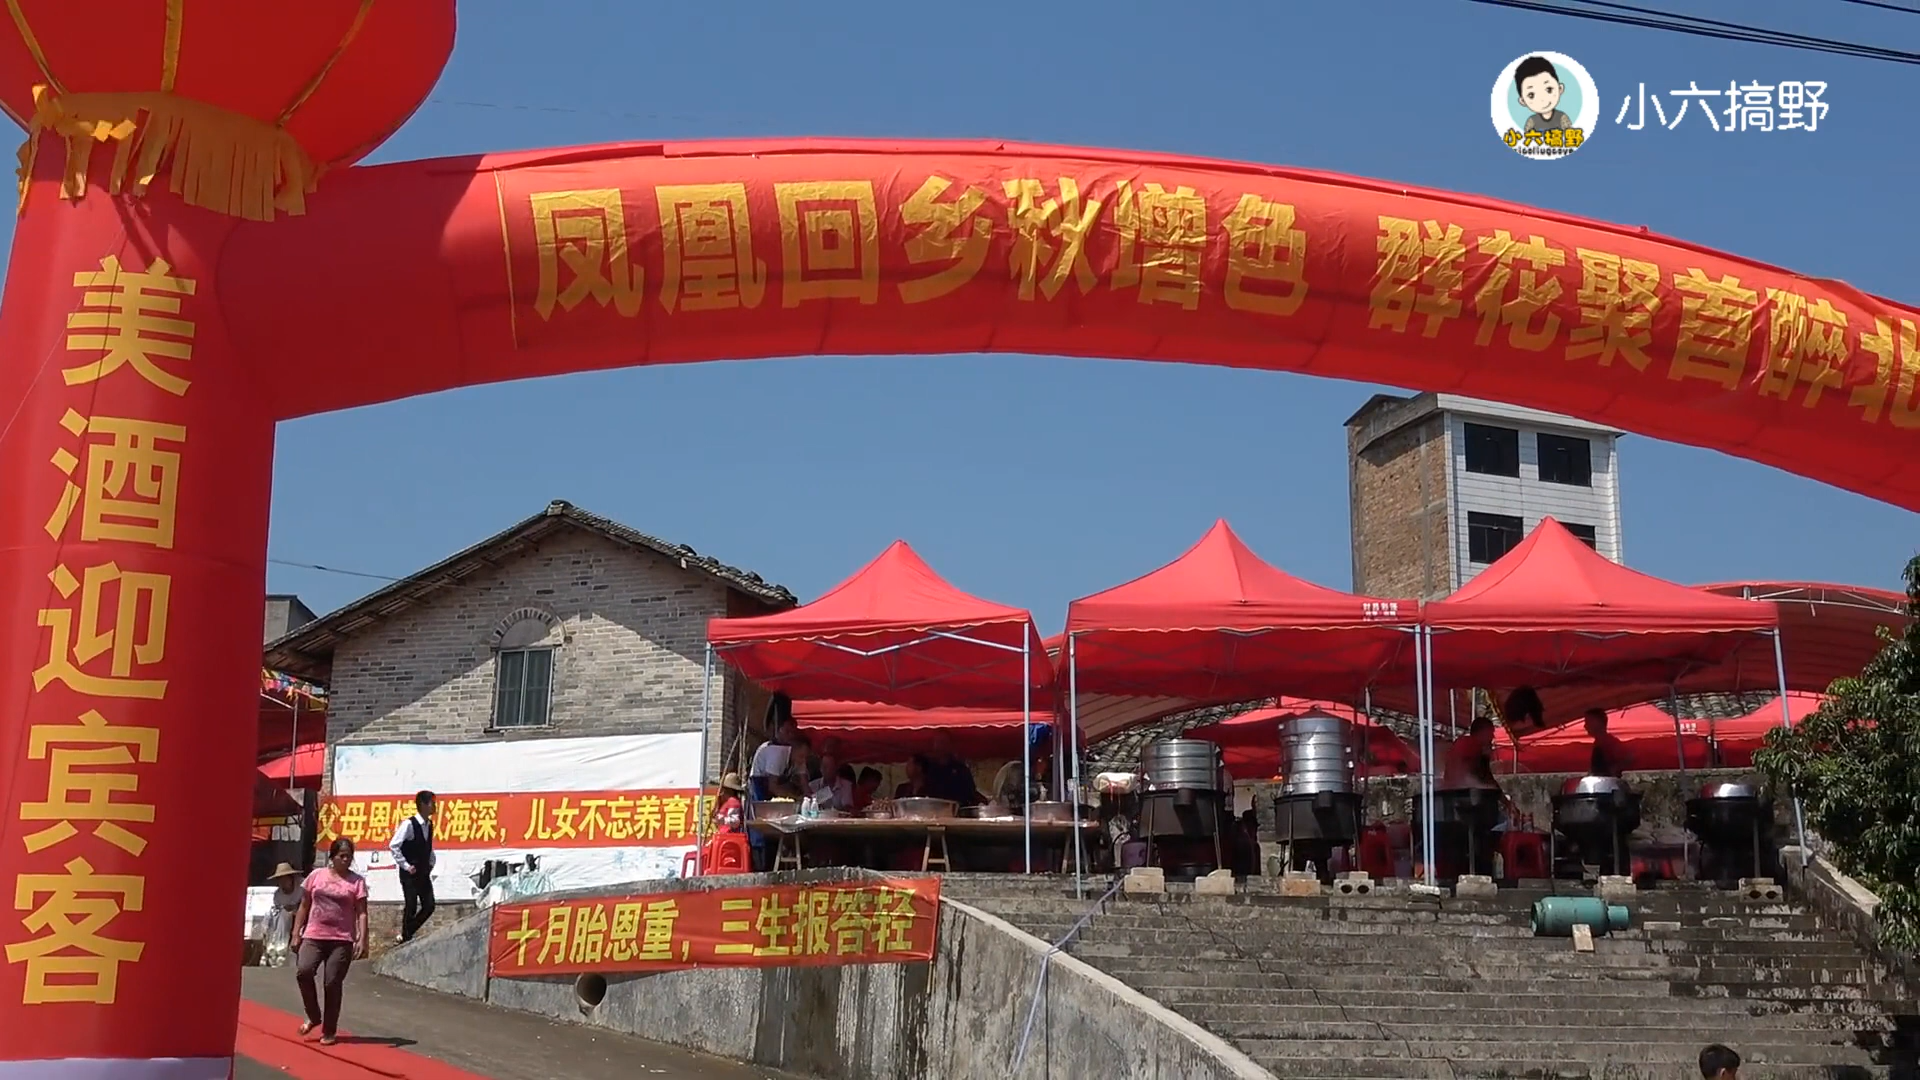 小六搞野
小六搞野
凤凰回乡秋增色 群花聚首醉北
美酒迎宾客
父母恩情似海深，儿女不忘养育恩
十月胎恩重，三生报答轻